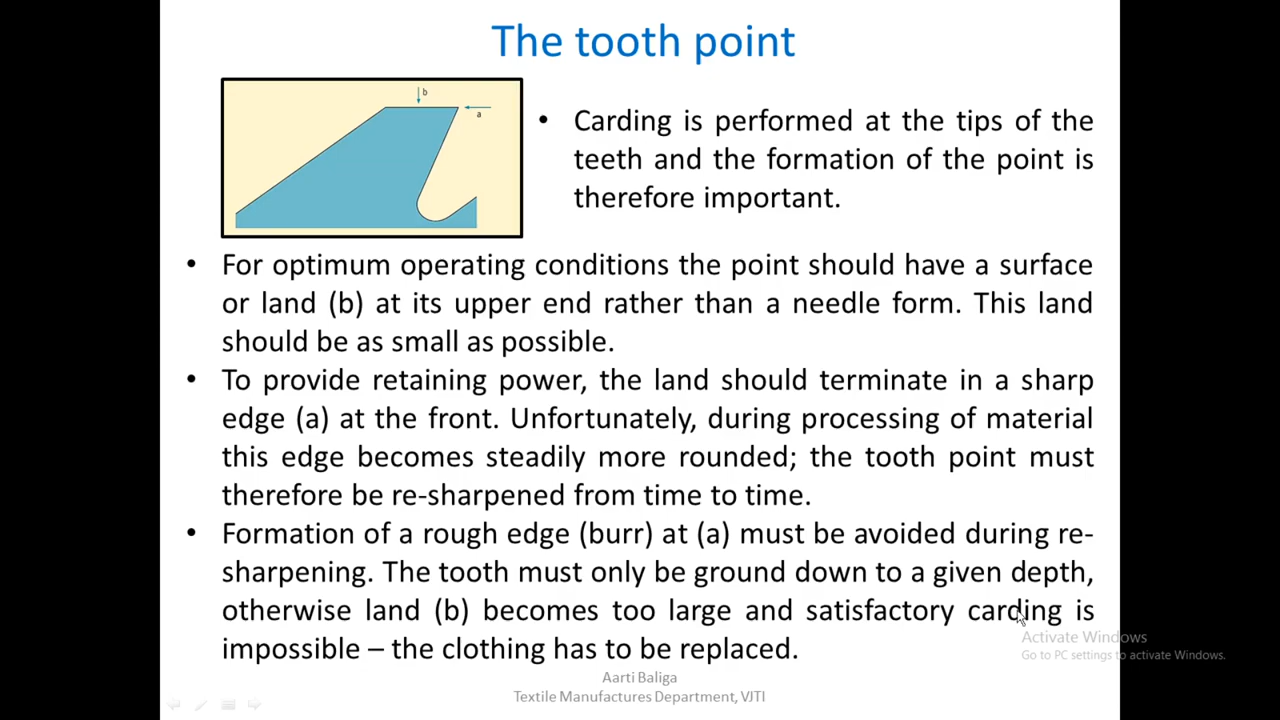 The tooth point
b
a
• Carding is performed at the tips of the
teeth and the formation of the point is
therefore important.
• For optimum operating conditions the point should have a surface
or land (b) at its upper end rather than a needle form. This land
should be as small as possible.
• To provide retaining power, the land should terminate in a sharp
edge (a) at the front. Unfortunately, during processing of material
this edge becomes steadily more rounded; the tooth point must
therefore be re-sharpened from time to time.
• Formation of a rough edge (burr) at (a) must be avoided during re-
sharpening. The tooth must only be ground down to a given depth,
otherwise land (b) becomes too large and satisfactory carding is
impossible – the clothing has to be replaced.
Activate Windows
Go to PC settings to activate Windows.
Aarti Baliga
Textile Manufactures Department, VJTI